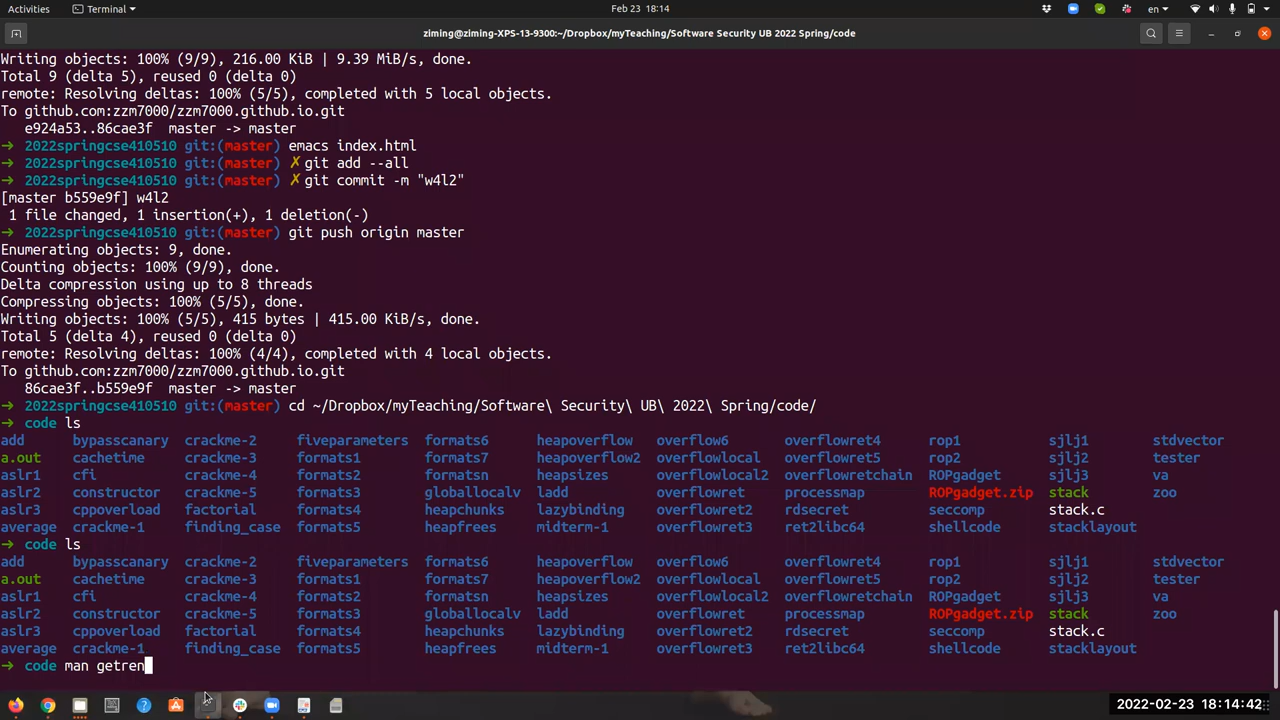 Activities Terminal Feb 23 18:14 en
ziming@ziming-XPS-13-9300:~/Dropbox/myTeaching/Software Security UB 2022 Spring/code
Writing objects: 100% (9/9), 216.00 KiB | 9.39 MiB/s, done.
Total 9 (delta 5), reused 0 (delta 0)
remote: Resolving deltas: 100% (5/5), completed with 5 local objects.
To github.com:zzm7000/zzm7000.github.io.git
   e924a53..86cae3f  master -> master
→ 2022springcse410510 git:(master) emacs index.html
→ 2022springcse410510 git:(master) ✗ git add --all
→ 2022springcse410510 git:(master) ✗ git commit -m "w4l2"
[master b559e9f] w4l2
 1 file changed, 1 insertion(+), 1 deletion(-)
→ 2022springcse410510 git:(master) git push origin master
Enumerating objects: 9, done.
Counting objects: 100% (9/9), done.
Delta compression using up to 8 threads
Compressing objects: 100% (5/5), done.
Writing objects: 100% (5/5), 415 bytes | 415.00 KiB/s, done.
Total 5 (delta 4), reused 0 (delta 0)
remote: Resolving deltas: 100% (4/4), completed with 4 local objects.
To github.com:zzm7000/zzm7000.github.io.git
   86cae3f..b559e9f  master -> master
→ 2022springcse410510 git:(master) cd ~/Dropbox/myTeaching/Software\ Security\ UB\ 2022\ Spring/code/
→ code ls
add bypasscanary crackme-2 fiveparameters formats6 heapoverflow overflow6 overflowret4 rop1 sjlj1 stdvector
a.out cachetime crackme-3 formats1 formats7 heapoverflow2 overflowlocal overflowret5 rop2 sjlj2 tester
aslr1 cfi crackme-4 formats2 formatsn heapsizes overflowlocal2 overflowretchain ROPgadget sjlj3 va
aslr2 constructor crackme-5 formats3 globallocalv ladd overflowret processmap ROPgadget.zip stack zoo
aslr3 cppoverload factorial formats4 heapchunks lazybinding overflowret2 rdsecret seccomp stack.c
average crackme-1 finding_case formats5 heapfrees midterm-1 overflowret3 ret2libc64 shellcode stacklayout
→ code ls
add bypasscanary crackme-2 fiveparameters formats6 heapoverflow overflow6 overflowret4 rop1 sjlj1 stdvector
a.out cachetime crackme-3 formats1 formats7 heapoverflow2 overflowlocal overflowret5 rop2 sjlj2 tester
aslr1 cfi crackme-4 formats2 formatsn heapsizes overflowlocal2 overflowretchain ROPgadget sjlj3 va
aslr2 constructor crackme-5 formats3 globallocalv ladd overflowret processmap ROPgadget.zip stack zoo
aslr3 cppoverload factorial formats4 heapchunks lazybinding overflowret2 rdsecret seccomp stack.c
average crackme-1 finding_case formats5 heapfrees midterm-1 overflowret3 ret2libc64 shellcode stacklayout
→ code man getren
2022-02-23 18:14:42